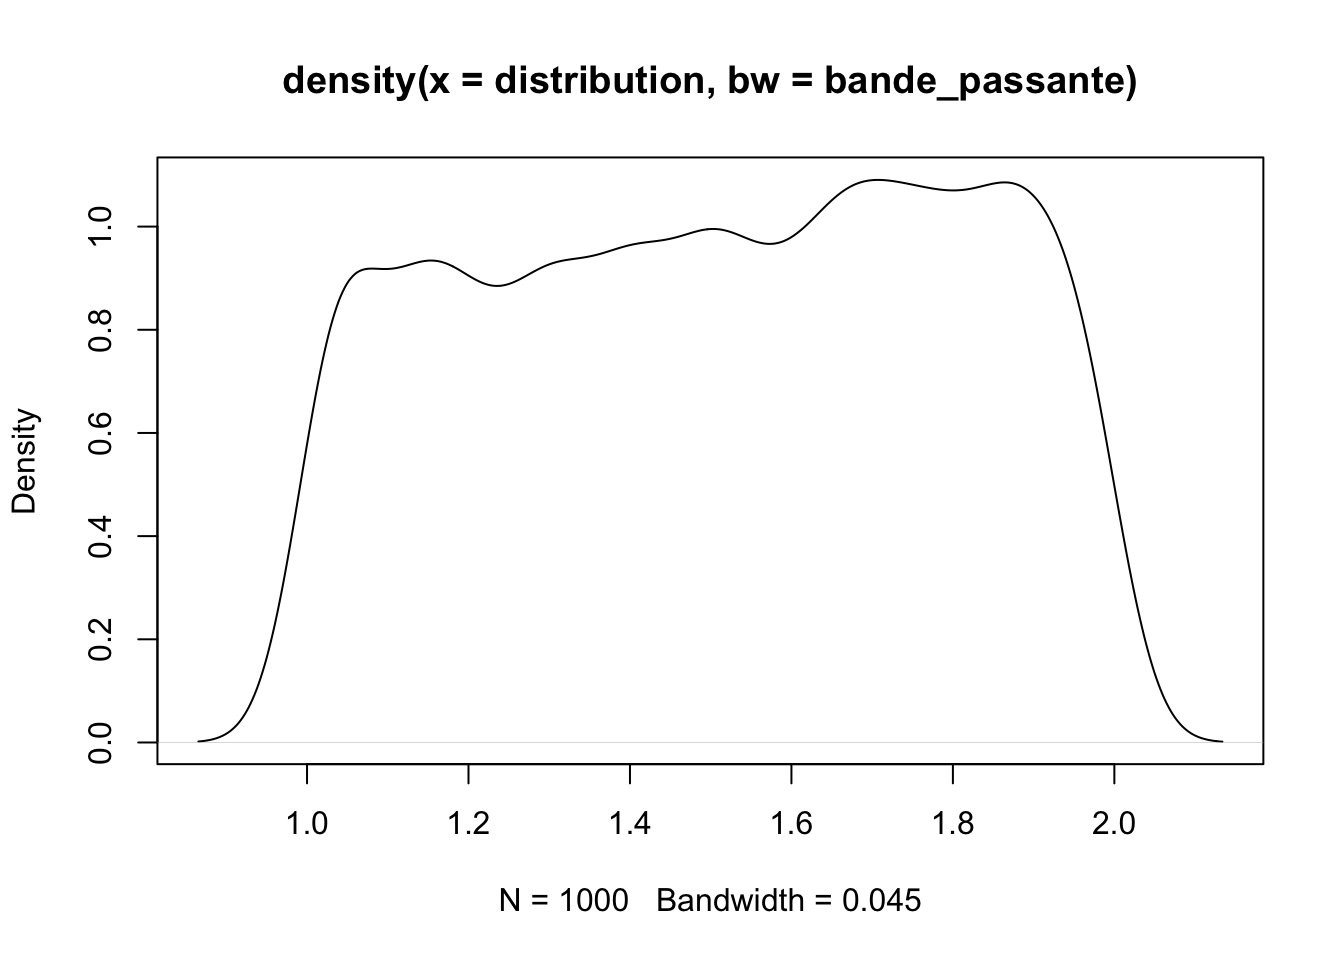 density(x = distribution, bw = bande_passante)
Density
1.0
0.8
0.6
0.4
0.2
0.0
1.0 1.2 1.4 1.6 1.8 2.0
N = 1000 Bandwidth = 0.045